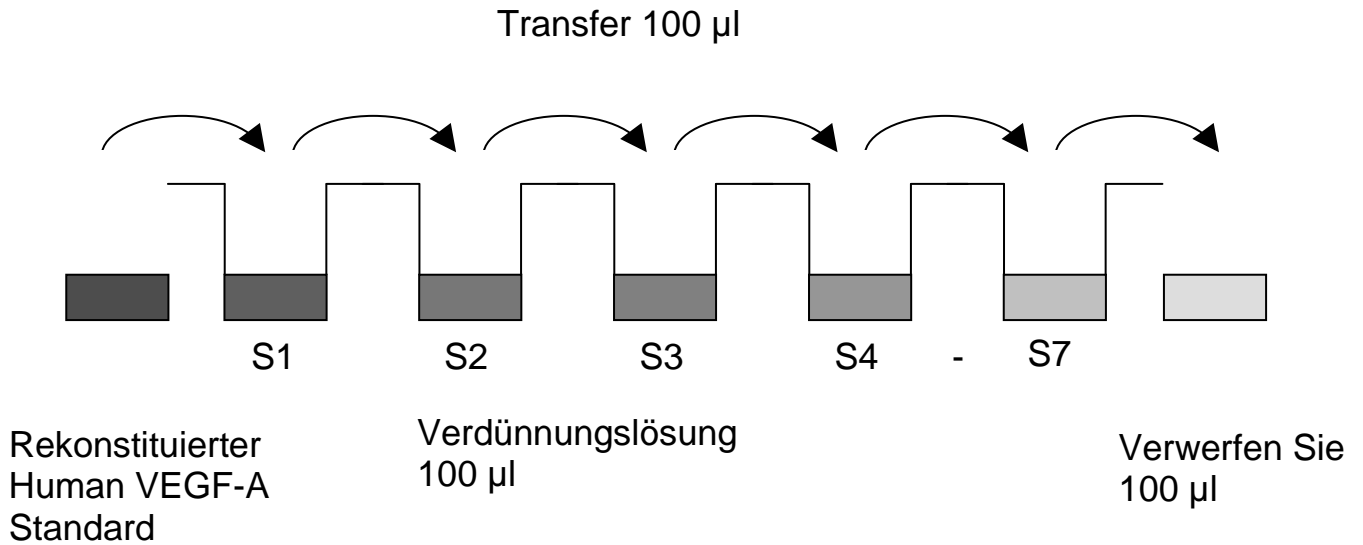 Transfer 100 µl
S1 S2 S3 S4 - S7
Rekonstituierter
Human VEGF-A
Standard
Verdünnungslösung
100 µl
Verwerfen Sie
100 µl